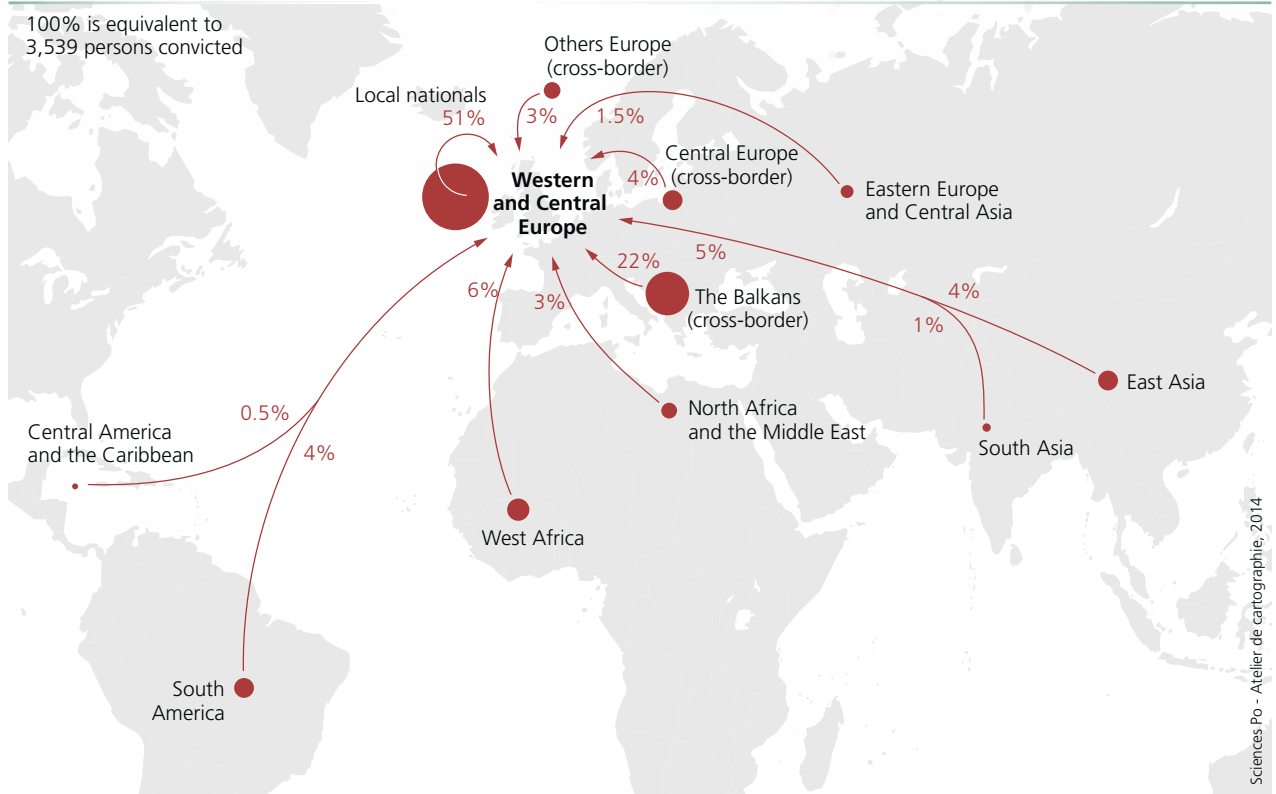 100% is equivalent to
3,539 persons convicted
Others Europe
(cross-border)
Local nationals
51%
3%
1.5%
Central Europe
(cross-border)
4%
Western
and Central
Europe
Eastern Europe
and Central Asia
5%
22%
6%
3%
The Balkans
(cross-border)
4%
1%
East Asia
0.5%
North Africa
and the Middle East
Central America
and the Caribbean
4%
South Asia
West Africa
South
America
Sciences Po - Atelier de cartographie, 2014